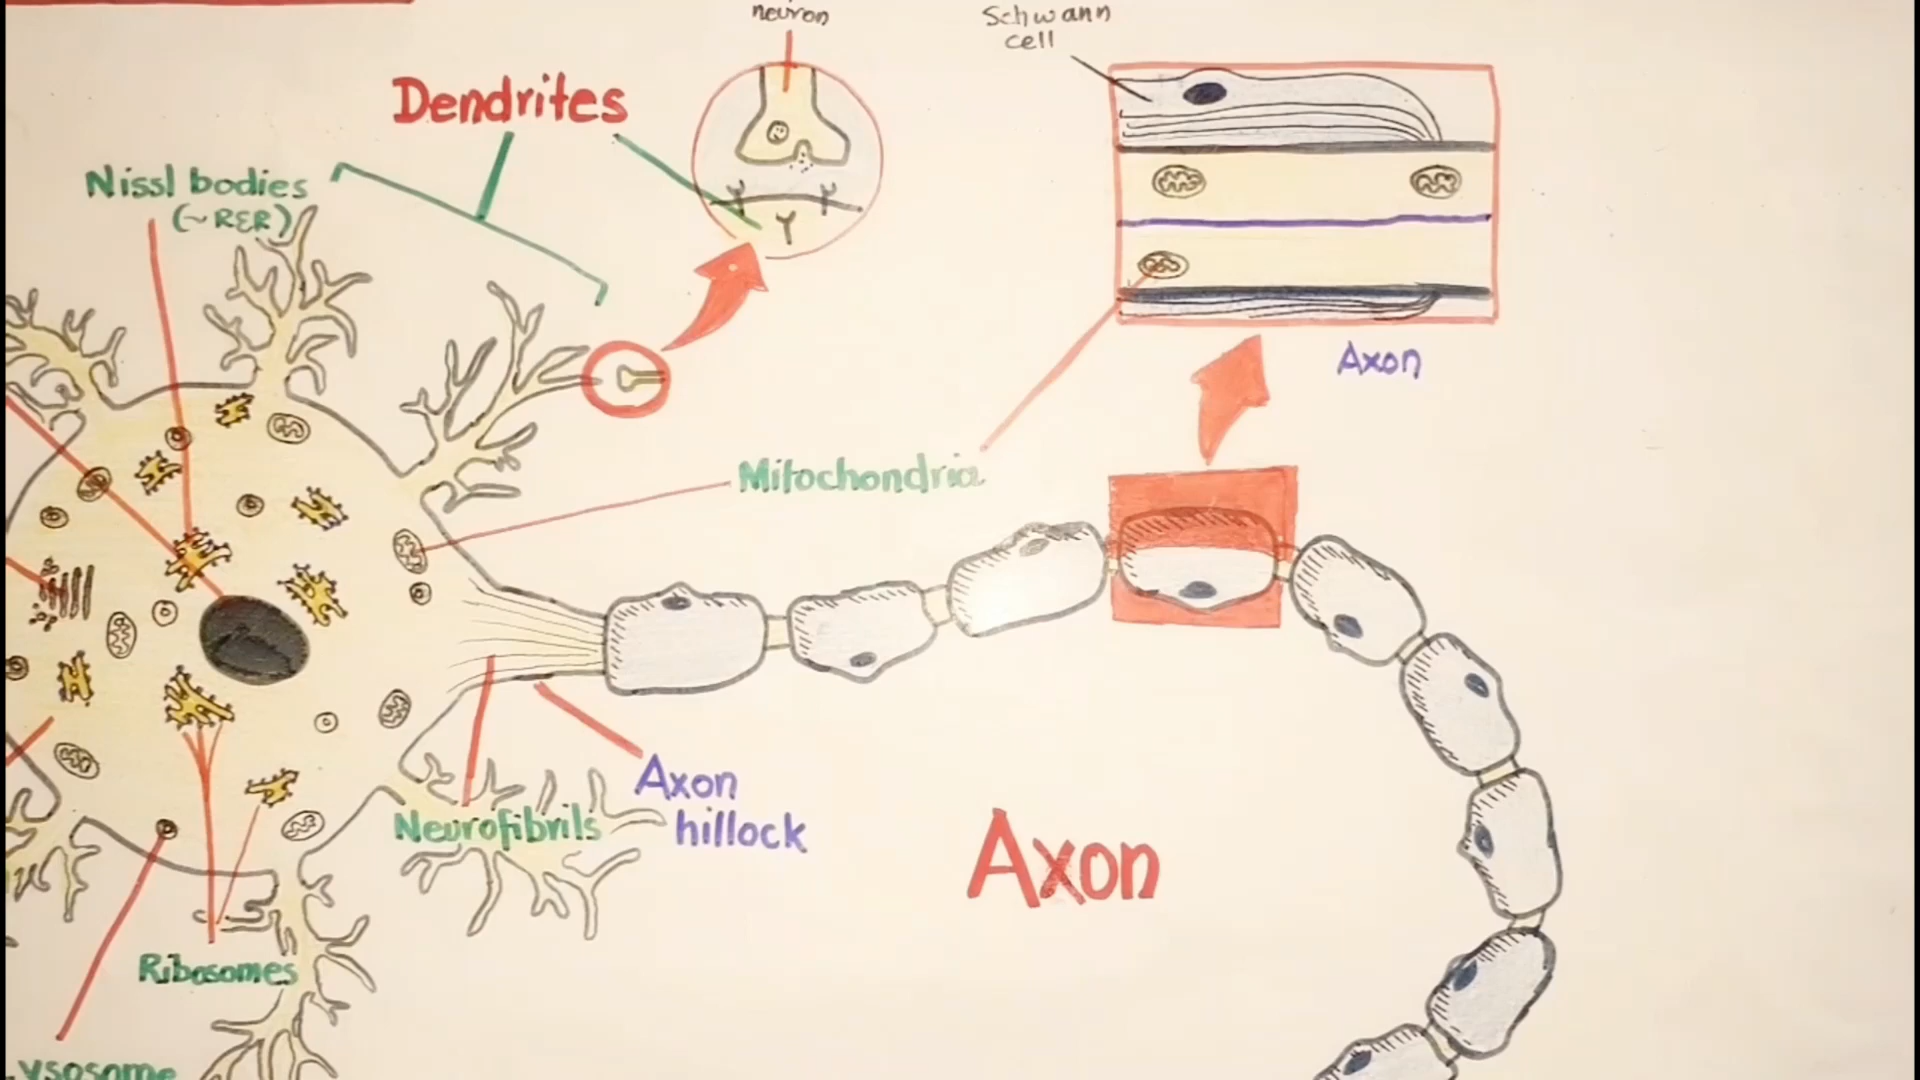 neuron
Schwann
cell
Dendrites
Nissl bodies
(~RER)
Axon
Mitochondria
Axon
hillock
Neurofibrils
Axon
Ribosomes
ysosome